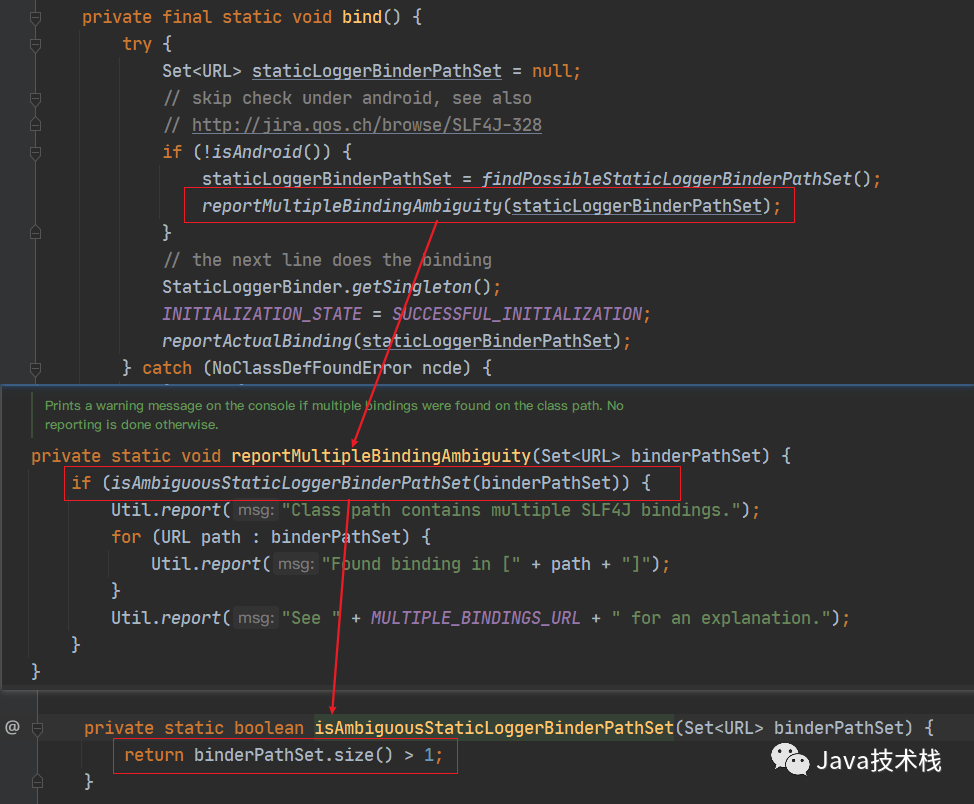 private final static void bind() {
try {
Set<URL> staticLoggerBinderPathSet = null;
// skip check under android, see also
// http://jira.qos.ch/browse/SLF4J-328
if (!isAndroid()) {
staticLoggerBinderPathSet = findPossibleStaticLoggerBinderPathSet();
reportMultipleBindingAmbiguity(staticLoggerBinderPathSet);
}
// the next line does the binding
StaticLoggerBinder.getSingleton();
INITIALIZATION_STATE = SUCCESSFUL_INITIALIZATION;
reportActualBinding(staticLoggerBinderPathSet);
} catch (NoClassDefFoundError ncde) {
Prints a warning message on the console if multiple bindings were found on the class path. No
reporting is done otherwise.
private static void reportMultipleBindingAmbiguity(Set<URL> binderPathSet) {
if (isAmbiguousStaticLoggerBinderPathSet(binderPathSet)) {
Util.report( msg: "Class path contains multiple SLF4J bindings.");
for (URL path : binderPathSet) {
Util.report( msg: "Found binding in [" + path + "]");
}
Util.report( msg: "See " + MULTIPLE_BINDINGS_URL + " for an explanation.");
}
}
@ private static boolean isAmbiguousStaticLoggerBinderPathSet(Set<URL> binderPathSet) {
return binderPathSet.size() > 1;
}
Java技术栈